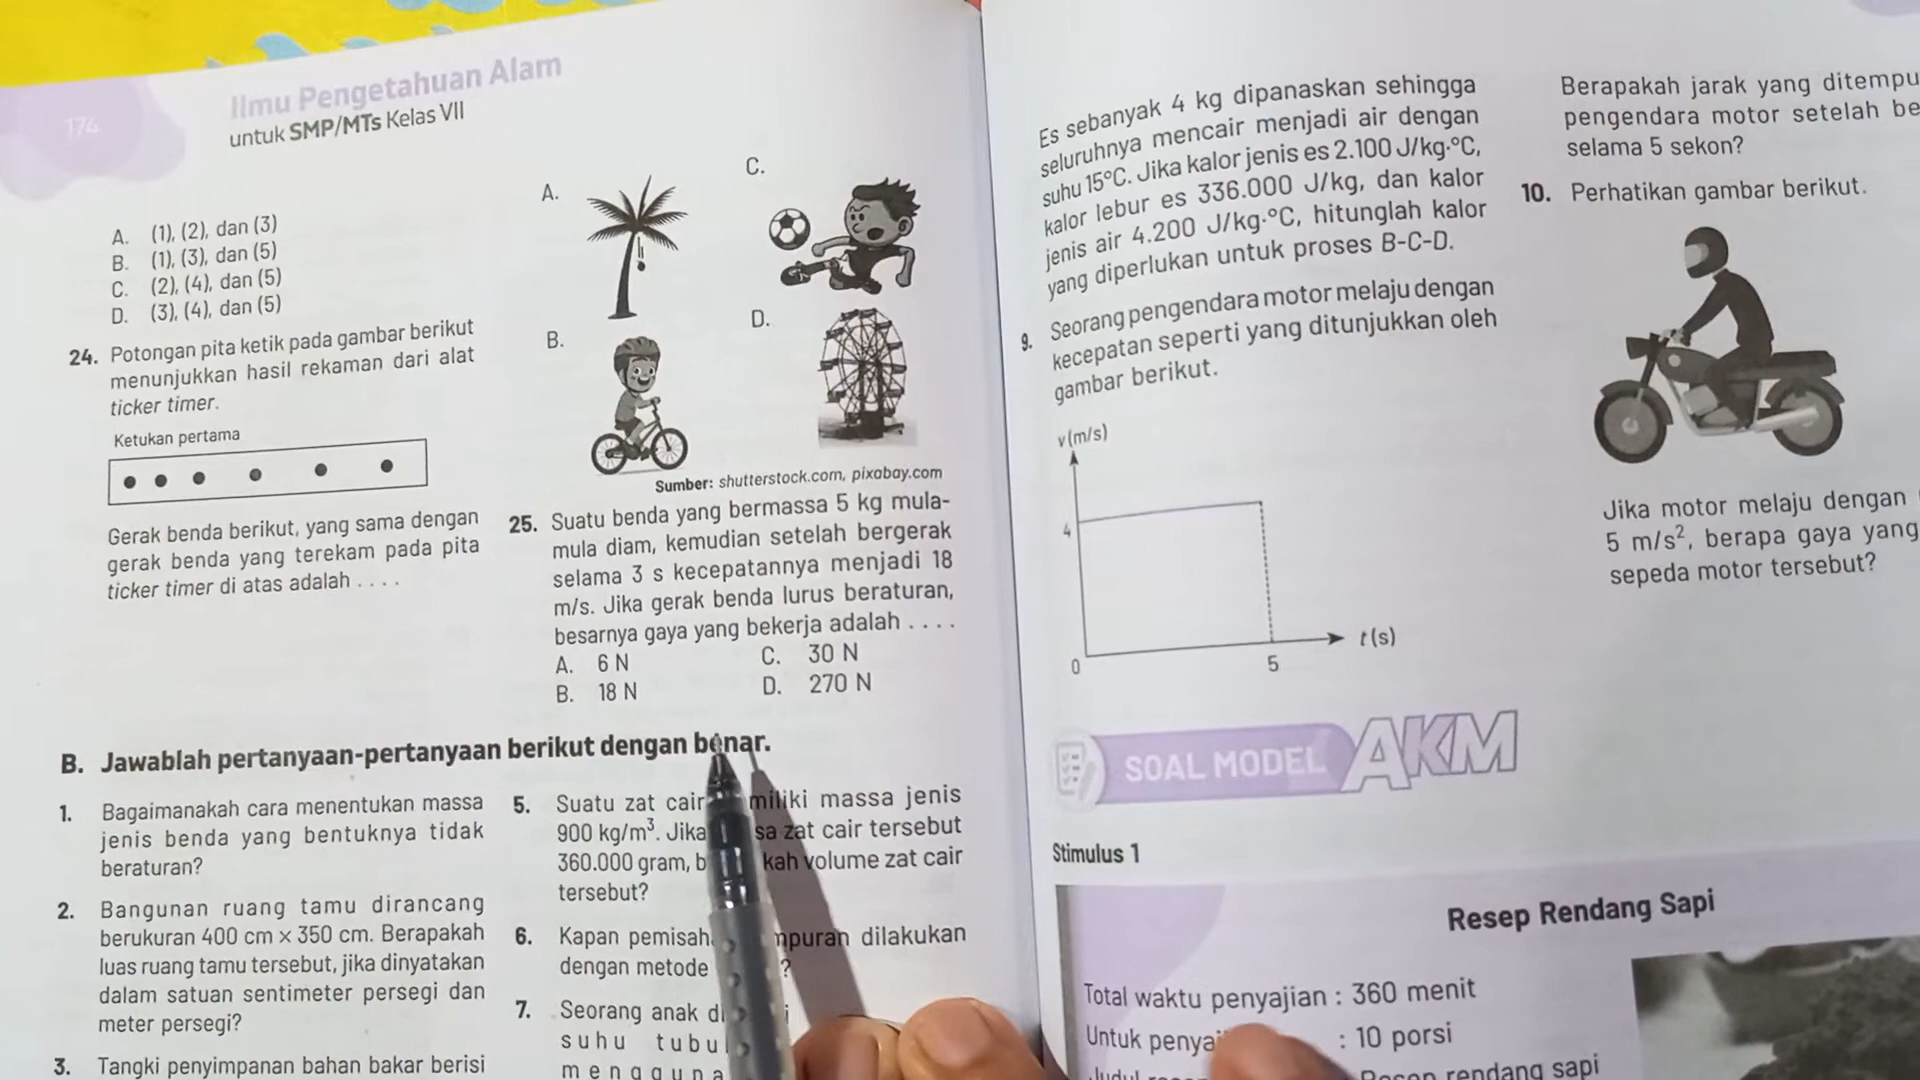 174
Ilmu Pengetahuan Alam
untuk SMP/MTs Kelas VII
A. (1), (2), dan (3)
B. (1), (3), dan (5)
C. (2), (4), dan (5)
D. (3), (4), dan (5)
24. Potongan pita ketik pada gambar berikut
menunjukkan hasil rekaman dari alat
ticker timer.
Ketukan pertama
Gerak benda berikut, yang sama dengan
gerak benda yang terekam pada pita
ticker timer di atas adalah . . . .
A.
B.
C.
D.
Sumber: shutterstock.com, pixabay.com
25. Suatu benda yang bermassa 5 kg mula-
mula diam, kemudian setelah bergerak
selama 3 s kecepatannya menjadi 18
m/s. Jika gerak benda lurus beraturan,
besarnya gaya yang bekerja adalah . . . .
A. 6 N
B. 18 N
C. 30 N
D. 270 N
B. Jawablah pertanyaan-pertanyaan berikut dengan benar.
1. Bagaimanakah cara menentukan massa
jenis benda yang bentuknya tidak
beraturan?
2. Bangunan ruang tamu dirancang
berukuran 400 cm × 350 cm. Berapakah
luas ruang tamu tersebut, jika dinyatakan
dalam satuan sentimeter persegi dan
meter persegi?
3. Tangki penyimpanan bahan bakar berisi
5. Suatu zat cair miliki massa jenis
900 kg/m³. Jika sa zat cair tersebut
360.000 gram, b kah volume zat cair
tersebut?
6. Kapan pemisah mpuran dilakukan
dengan metode ?
7. Seorang anak di
suhu tubu
mengguna
Es sebanyak 4 kg dipanaskan sehingga
seluruhnya mencair menjadi air dengan
suhu 15°C. Jika kalor jenis es 2.100 J/kg·°C,
kalor lebur es 336.000 J/kg, dan kalor
jenis air 4.200 J/kg·°C, hitunglah kalor
yang diperlukan untuk proses B-C-D.
9. Seorang pengendara motor melaju dengan
kecepatan seperti yang ditunjukkan oleh
gambar berikut.
v(m/s)
4
0
5
t(s)
Berapakah jarak yang ditempu
pengendara motor setelah be
selama 5 sekon?
10. Perhatikan gambar berikut.
Jika motor melaju dengan
5 m/s², berapa gaya yang
sepeda motor tersebut?
SOAL MODEL AKM
Stimulus 1
Resep Rendang Sapi
Total waktu penyajian : 360 menit
Untuk penyaj : 10 porsi
Resep rendang sapi